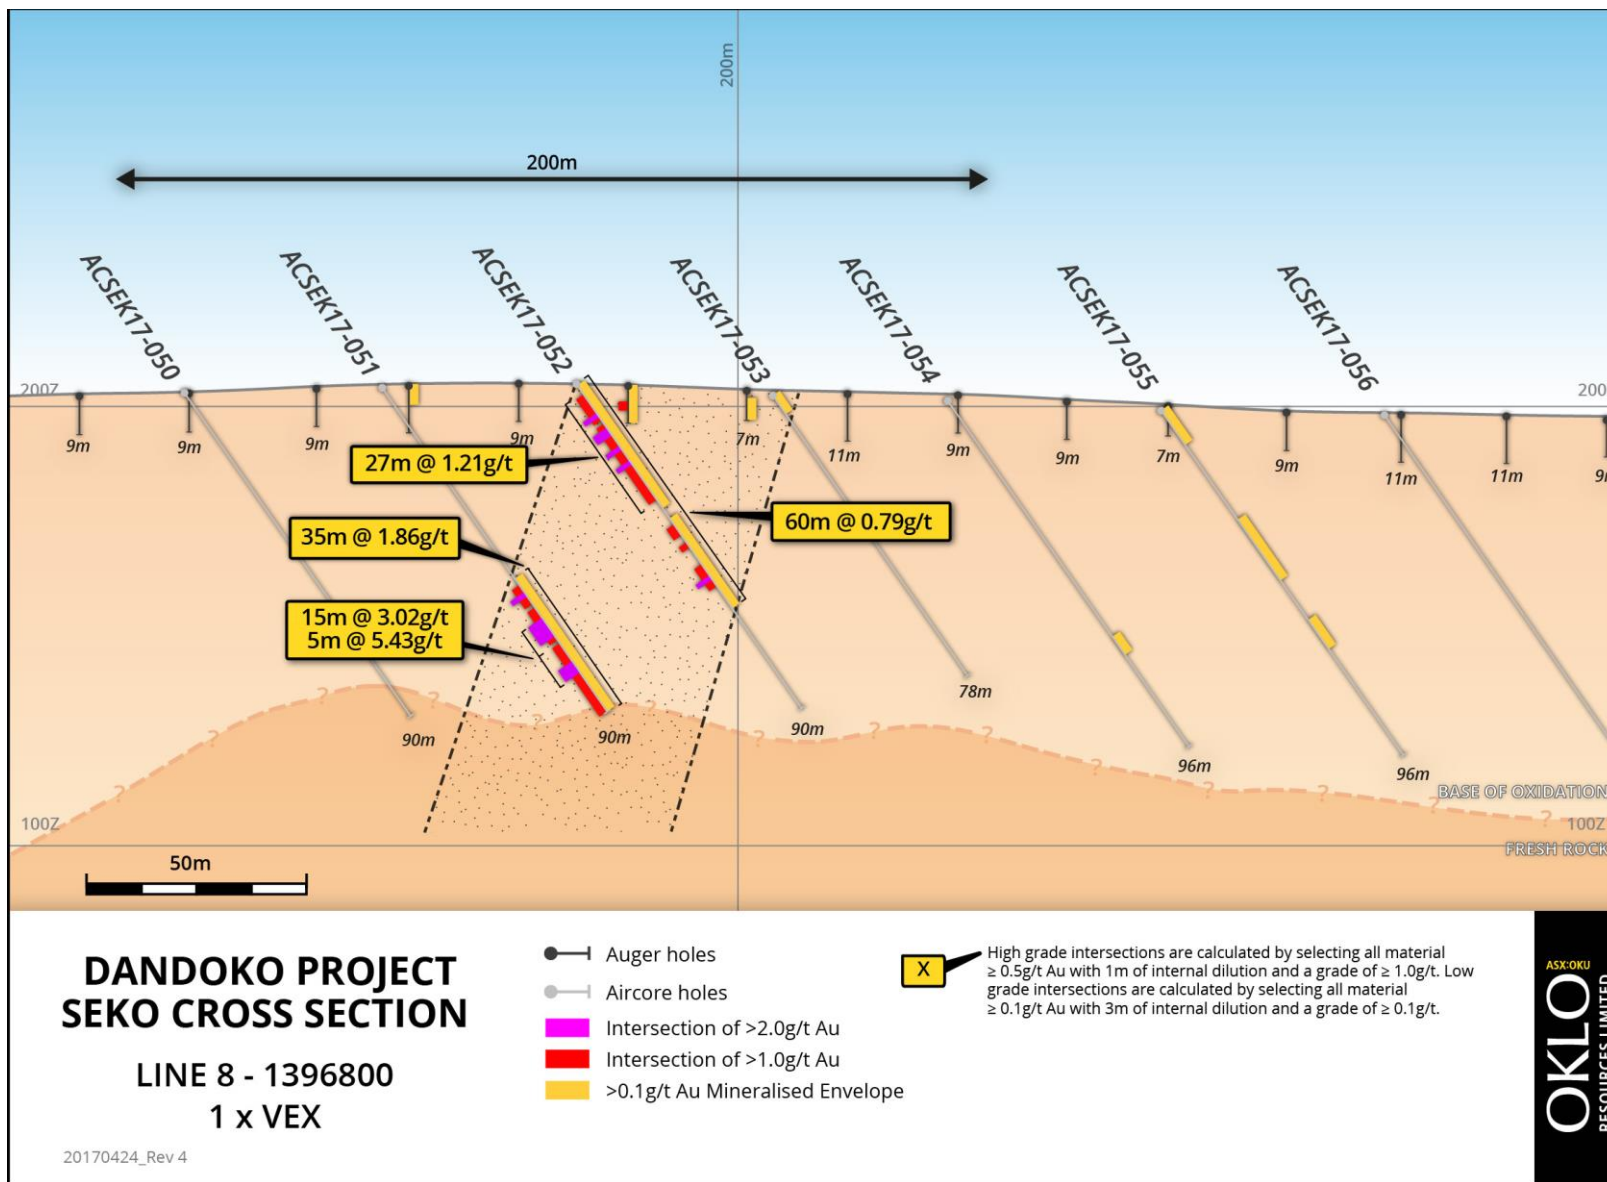 200m
200m
ACSEK17-050
ACSEK17-051
ACSEK17-052
ACSEK17-053
ACSEK17-054
ACSEK17-055
ACSEK17-056
200Z
200
9m
9m
9m
9m
7m
11m
9m
9m
7m
9m
11m
11m
27m @ 1.21g/t
60m @ 0.79g/t
35m @ 1.86g/t
15m @ 3.02g/t
5m @ 5.43g/t
78m
90m
90m
90m
96m
96m
? ? ? ? ? ? ? ? ? ? ? ? ? ?
BASE OF OXIDATION
100Z
100Z
FRESH ROCK
50m
DANDOKO PROJECT
SEKO CROSS SECTION
LINE 8 - 1396800
1 x VEX
20170424_Rev 4
Auger holes
Aircore holes
Intersection of >2.0g/t Au
Intersection of >1.0g/t Au
>0.1g/t Au Mineralised Envelope
X
High grade intersections are calculated by selecting all material
≥ 0.5g/t Au with 1m of internal dilution and a grade of ≥ 1.0g/t. Low
grade intersections are calculated by selecting all material
≥ 0.1g/t Au with 3m of internal dilution and a grade of ≥ 0.1g/t.
ASX:OKU
OKLO
RESOURCES LIMITED